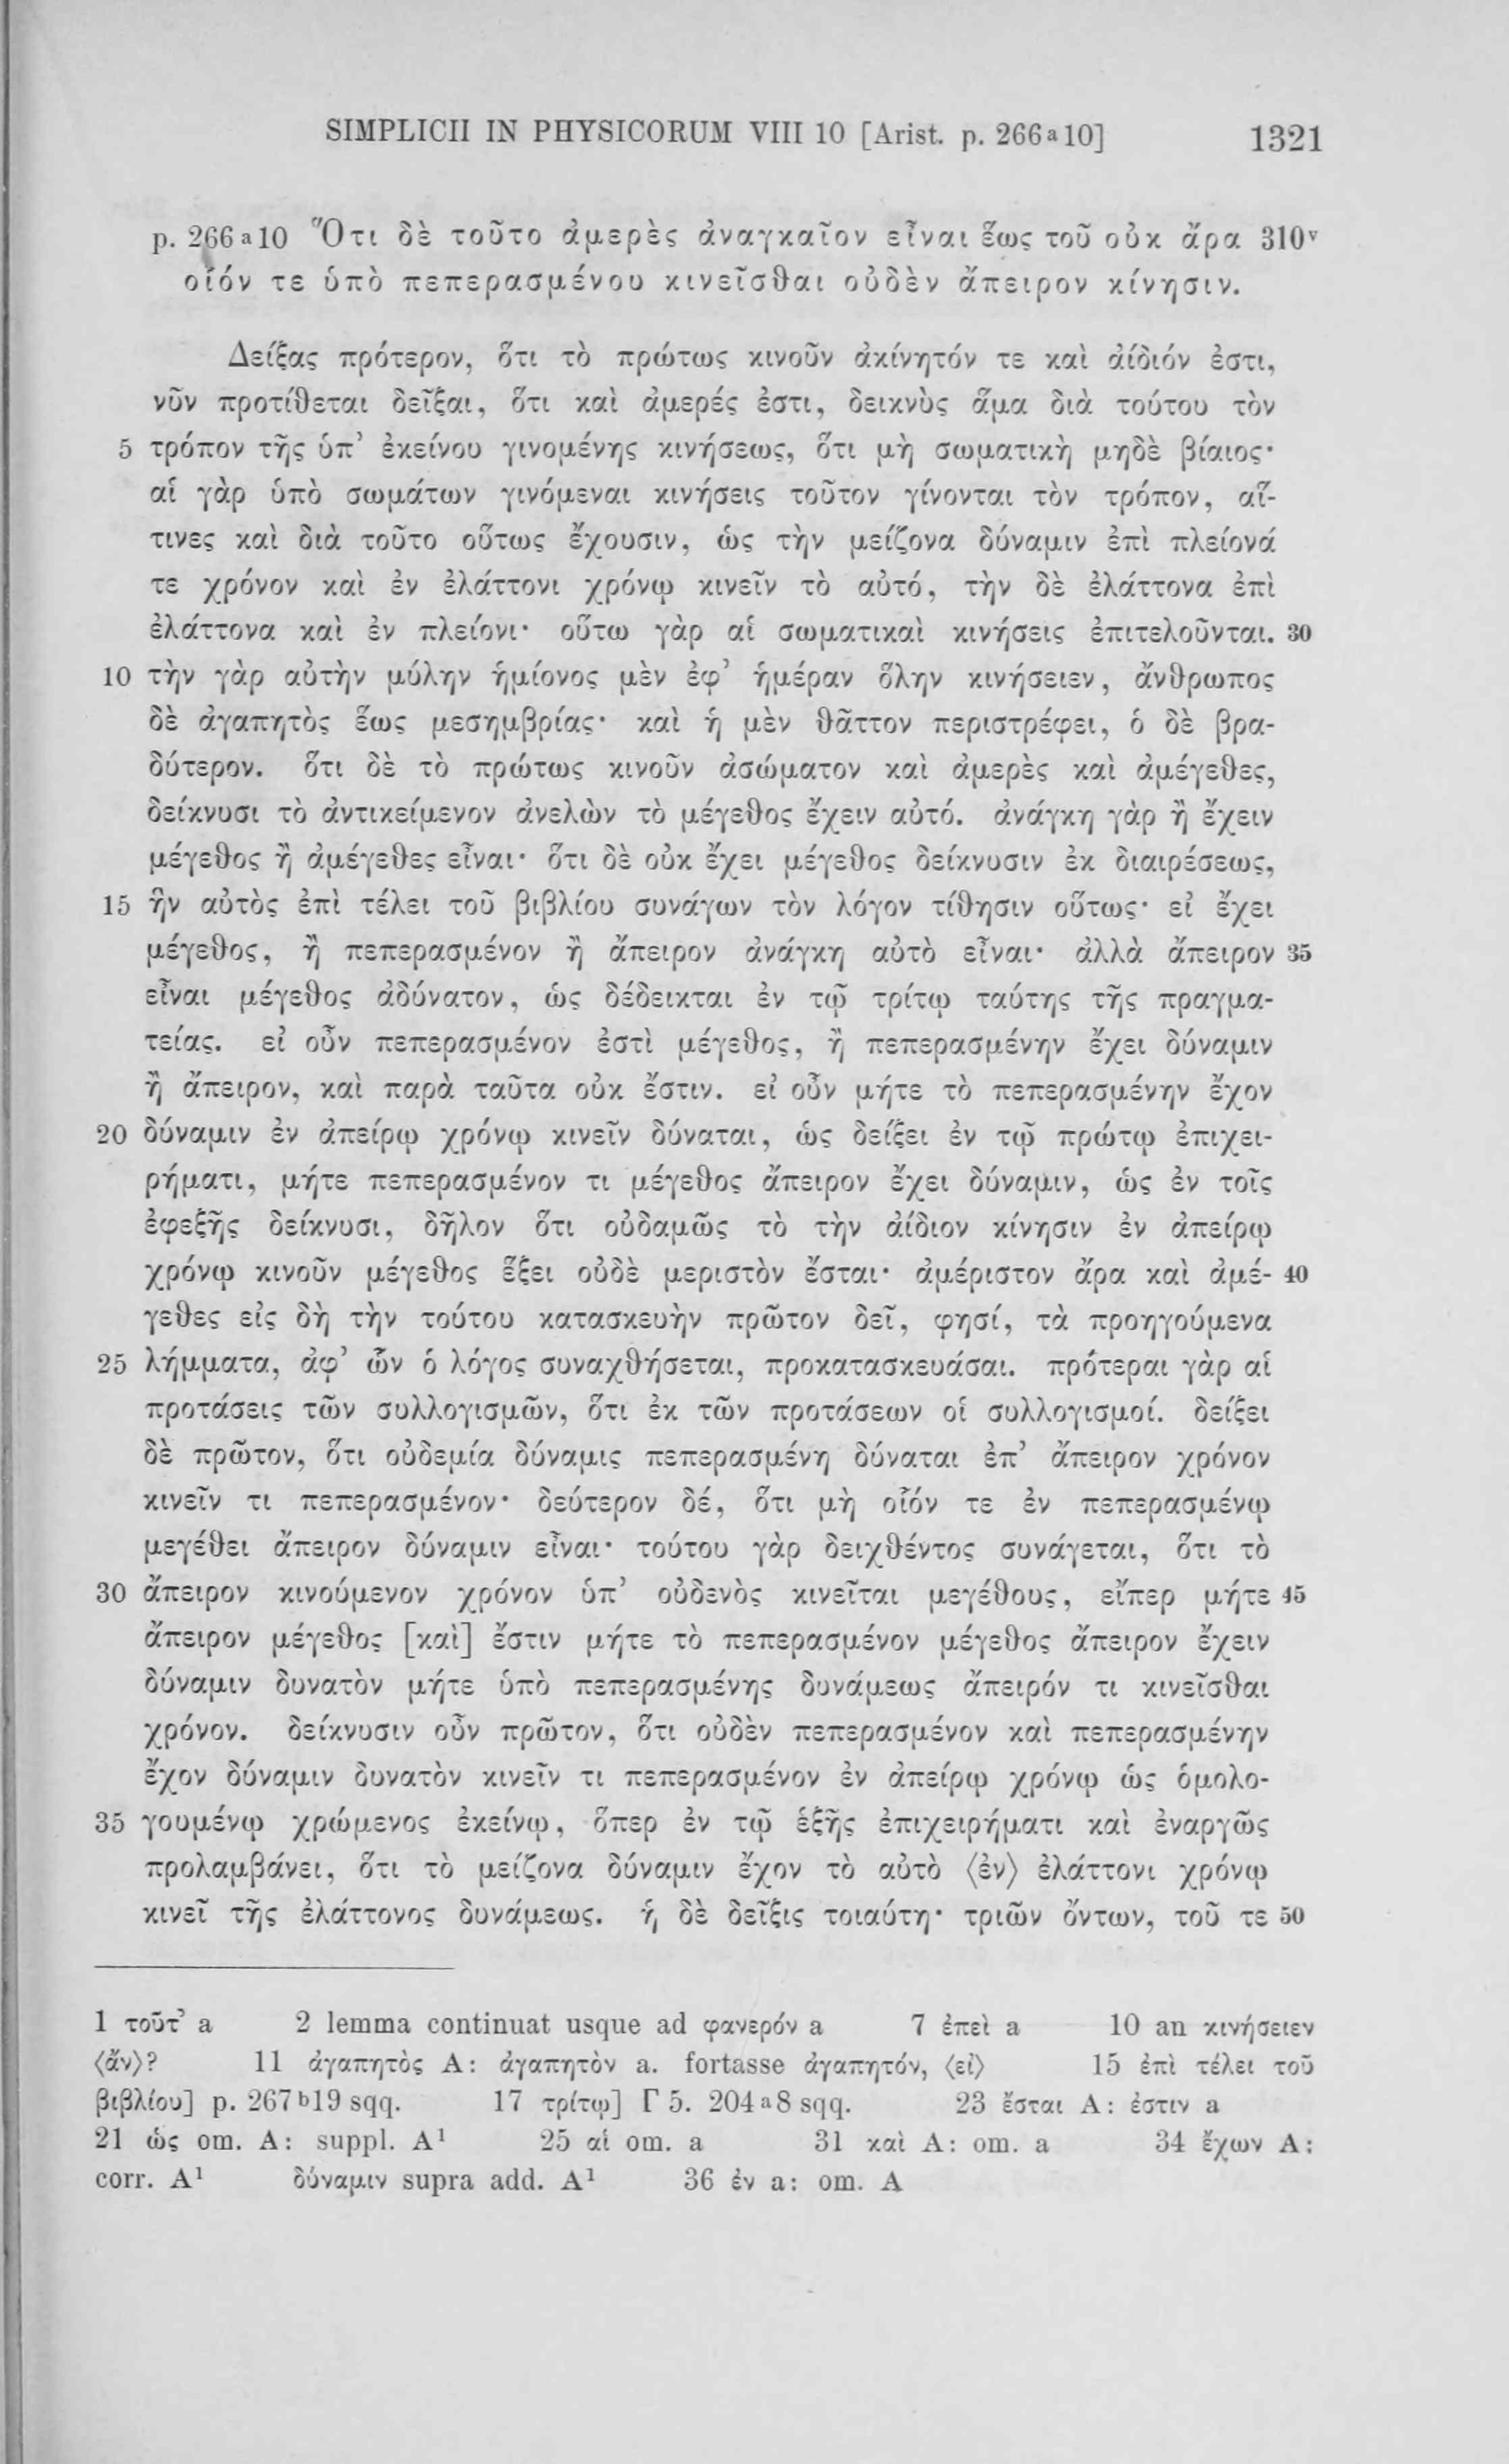 SIMPLICII IN PHYSICORUM VIII 10 [Arist. p. 266a10] 1321
p. 266a10 Ὅτι δὲ τοῦτο ἀμερὲς ἀναγκαῖον εἶναι ἕως τοῦ οὐκ ἄρα 310v
οἷόν τε ὑπὸ πεπερασμένου κινεῖσθαι οὐδὲν ἄπειρον κίνησιν.
Δείξας πρότερον, ὅτι τὸ πρώτως κινοῦν ἀκίνητόν τε καὶ ἀίδιόν ἐστι,
νῦν προτίθεται δεῖξαι, ὅτι καὶ ἀμερές ἐστι, δεικνὺς ἅμα διὰ τούτου τὸν
5 τρόπον τῆς ὑπ' ἐκείνου γινομένης κινήσεως, ὅτι μὴ σωματικὴ μηδὲ βίαιος·
αἱ γὰρ ὑπὸ σωμάτων γινόμεναι κινήσεις τοῦτον γίνονται τὸν τρόπον, αἵ-
τινες καὶ διὰ τοῦτο οὕτως ἔχουσιν, ὡς τὴν μείζονα δύναμιν ἐπὶ πλείονά
τε χρόνον καὶ ἐν ἐλάττονι χρόνῳ κινεῖν τὸ αὐτό, τὴν δὲ ἐλάττονα ἐπὶ
ἐλάττονα καὶ ἐν πλείονι· οὕτω γὰρ αἱ σωματικαὶ κινήσεις ἐπιτελοῦνται. 30
10 τὴν γὰρ αὐτὴν μύλην ἡμίονος μὲν ἐφ' ἡμέραν ὅλην κινήσειεν, ἄνθρωπος
δὲ ἀγαπητὸς ἕως μεσημβρίας· καὶ ἡ μὲν θᾶττον περιστρέφει, ὁ δὲ βρα-
δύτερον. ὅτι δὲ τὸ πρώτως κινοῦν ἀσώματον καὶ ἀμερὲς καὶ ἀμέγεθες,
δείκνυσι τὸ ἀντικείμενον ἀνελὼν τὸ μέγεθος ἔχειν αὐτό. ἀνάγκη γὰρ ἢ ἔχειν
μέγεθος ἢ ἀμέγεθες εἶναι· ὅτι δὲ οὐκ ἔχει μέγεθος δείκνυσιν ἐκ διαιρέσεως,
15 ἣν αὐτὸς ἐπὶ τέλει τοῦ βιβλίου συνάγων τὸν λόγον τίθησιν οὕτως· εἰ ἔχει
μέγεθος, ἢ πεπερασμένον ἢ ἄπειρον ἀνάγκη αὐτὸ εἶναι· ἀλλὰ ἄπειρον 35
εἶναι μέγεθος ἀδύνατον, ὡς δέδεικται ἐν τῷ τρίτῳ ταύτης τῆς πραγμα-
τείας. εἰ οὖν πεπερασμένον ἐστὶ μέγεθος, ἢ πεπερασμένην ἔχει δύναμιν
ἢ ἄπειρον, καὶ παρὰ ταῦτα οὐκ ἔστιν. εἰ οὖν μήτε τὸ πεπερασμένην ἔχον
20 δύναμιν ἐν ἀπείρῳ χρόνῳ κινεῖν δύναται, ὡς δείξει ἐν τῷ πρώτῳ ἐπιχει-
ρήματι, μήτε πεπερασμένον τι μέγεθος ἄπειρον ἔχει δύναμιν, ὡς ἐν τοῖς
ἐφεξῆς δείκνυσι, δῆλον ὅτι οὐδαμῶς τὸ τὴν ἀίδιον κίνησιν ἐν ἀπείρῳ
χρόνῳ κινοῦν μέγεθος ἕξει οὐδὲ μεριστὸν ἔσται· ἀμέριστον ἄρα καὶ ἀμέ- 40
γεθες εἰς δὴ τὴν τούτου κατασκευὴν πρῶτον δεῖ, φησί, τὰ προηγούμενα
25 λήμματα, ἀφ' ὧν ὁ λόγος συναχθήσεται, προκατασκευάσαι. πρότεραι γὰρ αἱ
προτάσεις τῶν συλλογισμῶν, ὅτι ἐκ τῶν προτάσεων οἱ συλλογισμοί. δείξει
δὲ πρῶτον, ὅτι οὐδεμία δύναμις πεπερασμένη δύναται ἐπ' ἄπειρον χρόνον
κινεῖν τι πεπερασμένον· δεύτερον δέ, ὅτι μὴ οἷόν τε ἐν πεπερασμένῳ
μεγέθει ἄπειρον δύναμιν εἶναι· τούτου γὰρ δειχθέντος συνάγεται, ὅτι τὸ
30 ἄπειρον κινούμενον χρόνον ὑπ' οὐδενὸς κινεῖται μεγέθους, εἴπερ μήτε 45
ἄπειρον μέγεθος [καὶ] ἔστιν μήτε τὸ πεπερασμένον μέγεθος ἄπειρον ἔχειν
δύναμιν δυνατὸν μήτε ὑπὸ πεπερασμένης δυνάμεως ἄπειρόν τι κινεῖσθαι
χρόνον. δείκνυσιν οὖν πρῶτον, ὅτι οὐδὲν πεπερασμένον καὶ πεπερασμένην
ἔχον δύναμιν δυνατὸν κινεῖν τι πεπερασμένον ἐν ἀπείρῳ χρόνῳ ὡς ὁμολο-
35 γουμένῳ χρώμενος ἐκείνῳ, ὅπερ ἐν τῷ ἑξῆς ἐπιχειρήματι καὶ ἐναργῶς
προλαμβάνει, ὅτι τὸ μείζονα δύναμιν ἔχον τὸ αὐτὸ ⟨ἐν⟩ ἐλάττονι χρόνῳ
κινεῖ τῆς ἐλάττονος δυνάμεως. ἡ δὲ δεῖξις τοιαύτη· τριῶν ὄντων, τοῦ τε 50
1 τοῦτ' a 2 lemma continuat usque ad φανερόν a 7 ἐπεὶ a 10 an κινήσειεν
⟨ἄν⟩? 11 ἀγαπητὸς A: ἀγαπητὸν a. fortasse ἀγαπητόν, ⟨εἰ⟩ 15 ἐπὶ τέλει τοῦ
βιβλίου] p. 267b19 sqq. 17 τρίτῳ] Γ 5. 204a8 sqq. 23 ἔσται A: ἐστιν a
21 ὡς om. A: suppl. A¹ 25 αἱ om. a 31 καὶ A: om. a 34 ἔχων A:
corr. A¹ δύναμιν supra add. A¹ 36 ἐν a: om. A